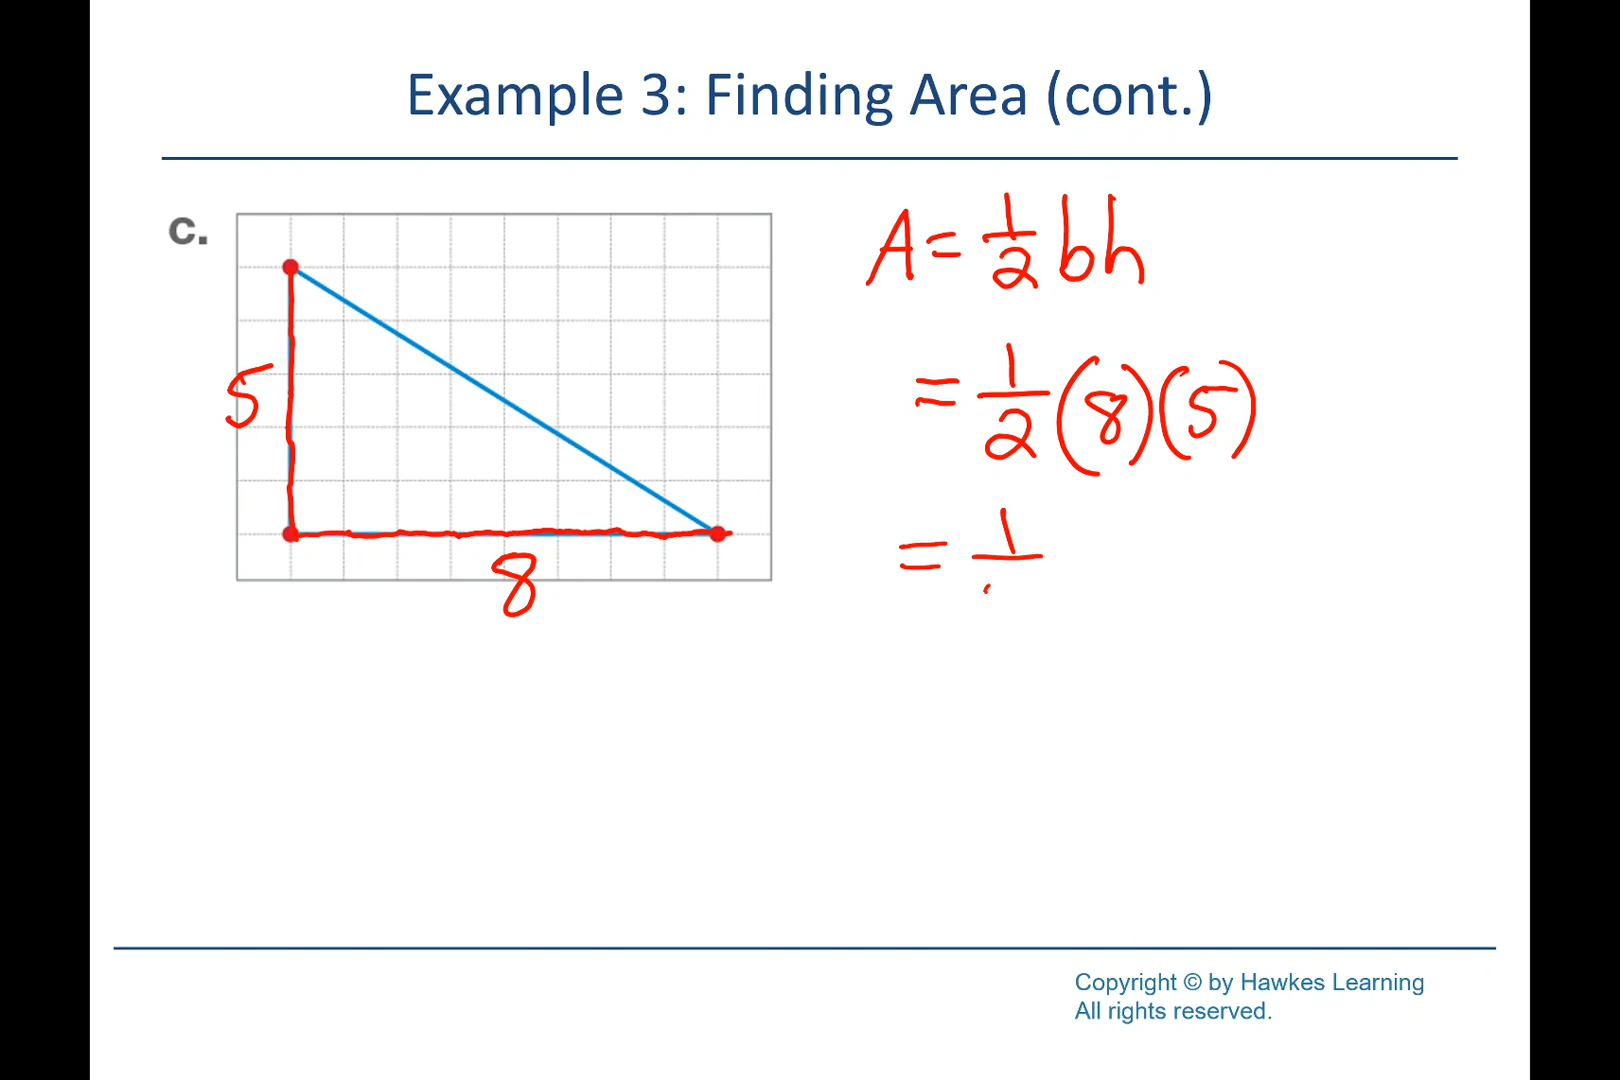 Example 3: Finding Area (cont.)
c.
A = 1/2 bh
5
= 1/2 (8)(5)
= 1
8
Copyright © by Hawkes Learning
All rights reserved.